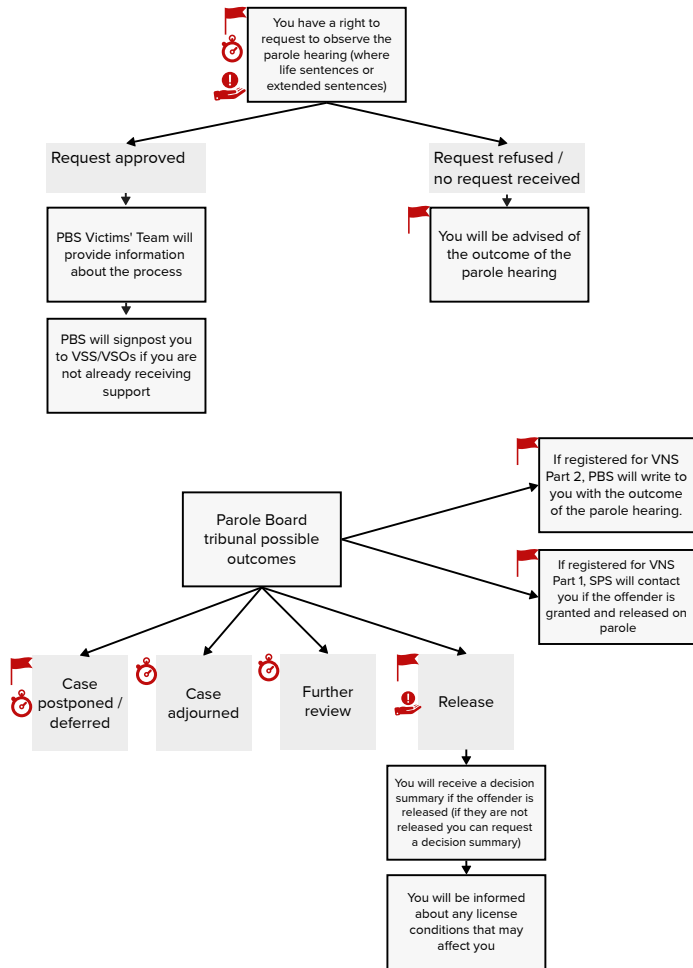 You have a right to
request to observe the
parole hearing (where
life sentences or
extended sentences)
Request approved
Request refused /
no request received
PBS Victims' Team will
provide information
about the process
You will be advised of
the outcome of the
parole hearing
PBS will signpost you
to VSS/VSOs if you are
not already receiving
support
If registered for VNS
Part 2, PBS will write to
you with the outcome
of the parole hearing.
Parole Board
tribunal possible
outcomes
If registered for VNS
Part 1, SPS will contact
you if the offender is
granted and released on
parole
Case
postponed /
deferred
Case
adjourned
Further
review
Release
You will receive a decision
summary if the offender is
released (if they are not
released you can request
a decision summary)
You will be informed
about any license
conditions that may
affect you